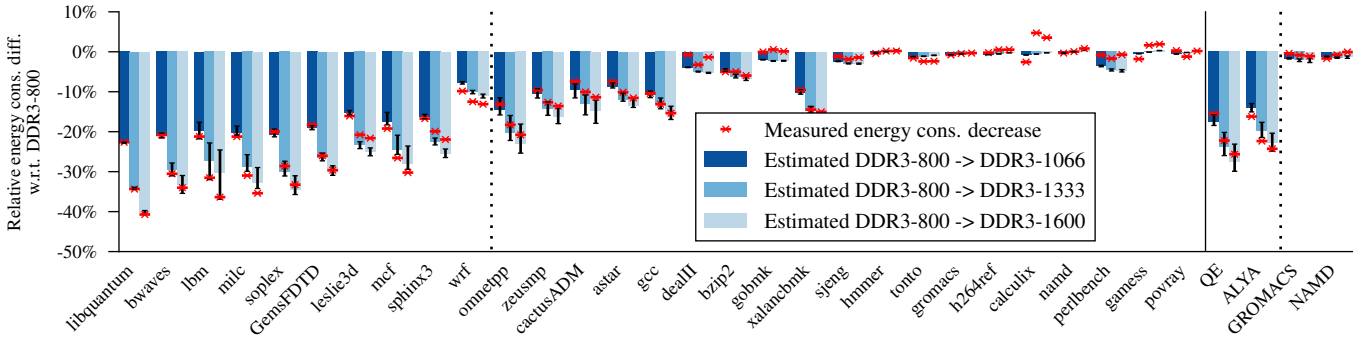 Relative energy cons. diff.
w.r.t. DDR3-800
10%
0%
-10%
-20%
-30%
-40%
-50%
Measured energy cons. decrease
Estimated DDR3-800 -> DDR3-1066
Estimated DDR3-800 -> DDR3-1333
Estimated DDR3-800 -> DDR3-1600
libquantum
bwaves
lbm
milc
soplex
GemsFDTD
leslie3d
mcf
sphinx3
wrf
omnetpp
zeusmp
cactusADM
astar
gcc
dealII
bzip2
gobmk
xalancbmk
sjeng
hmmer
tonto
gromacs
h264ref
calculix
namd
perlbench
gamess
povray
QE
ALYA
GROMACS
NAMD